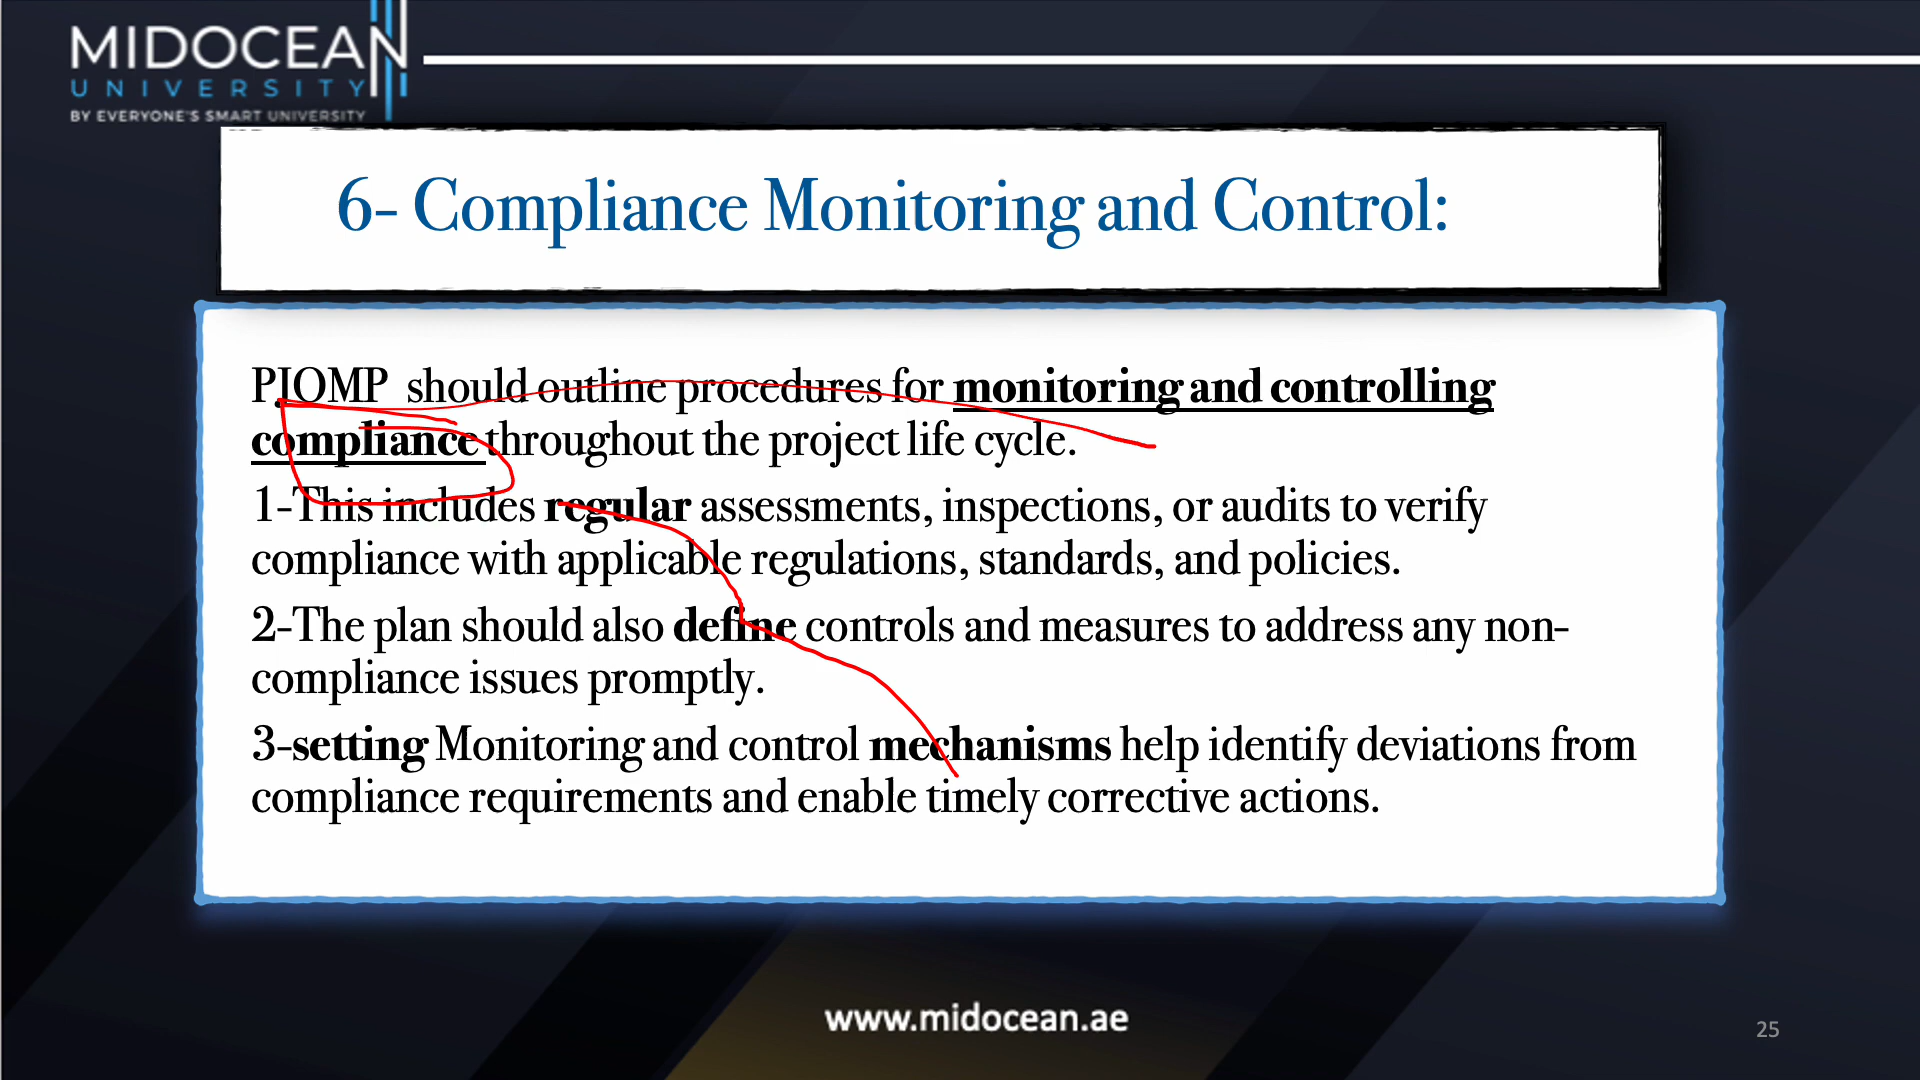 MIDOCEAN
UNIVERSITY
BY EVERYONE'S SMART UNIVERSITY
6- Compliance Monitoring and Control:
PJOMP should outline procedures for monitoring and controlling
compliance throughout the project life cycle.
1-This includes regular assessments, inspections, or audits to verify
compliance with applicable regulations, standards, and policies.
2-The plan should also define controls and measures to address any non-
compliance issues promptly.
3-setting Monitoring and control mechanisms help identify deviations from
compliance requirements and enable timely corrective actions.
www.midocean.ae
25